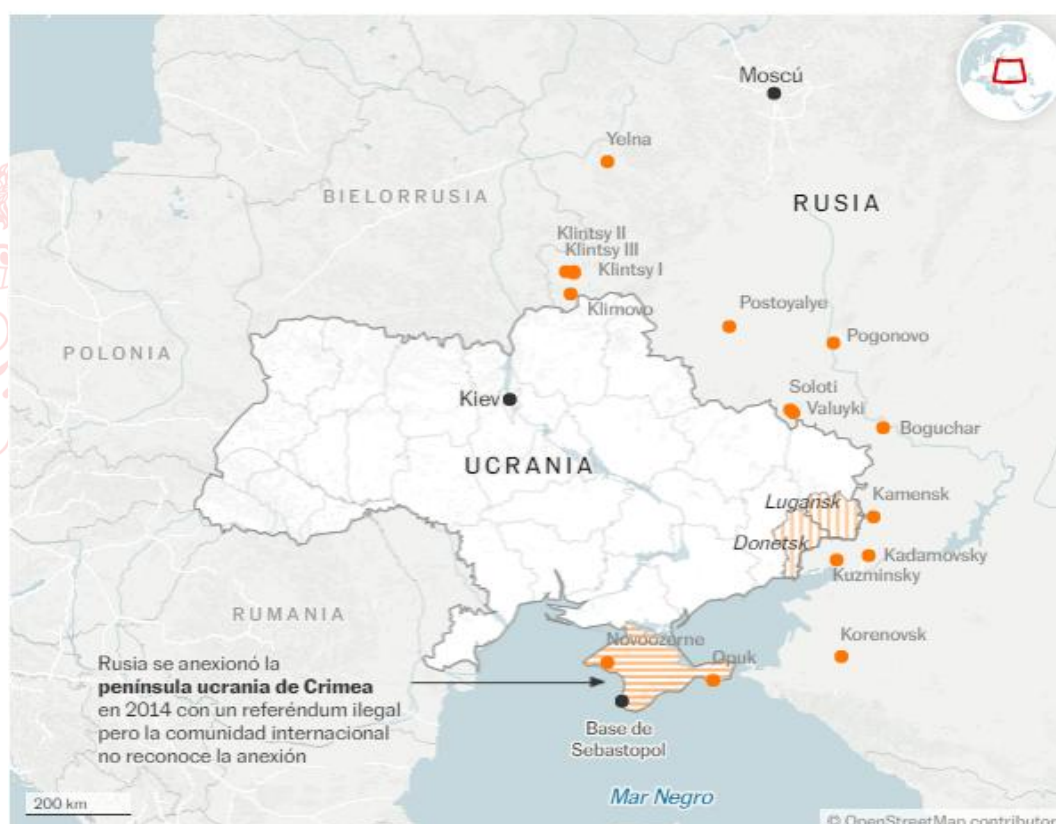 Moscú
Yelna
BIELORRUSIA
RUSIA
Klintsy II
Klintsy III
Klintsy I
Klimovo
Postoyalye
Pogonovo
POLONIA
Soloti
Valuyki
Kiev
Boguchar
UCRANIA
Lugansk
Kamensk
Donetsk
Kadamovsky
Kuzminsky
RUMANIA
Novoozerne
Korenovsk
Opuk
Rusia se anexionó la
península ucrania de Crimea
en 2014 con un referéndum ilegal
pero la comunidad internacional
no reconoce la anexión
Base de
Sebastopol
Mar Negro
200 km
© OpenStreetMap contributor